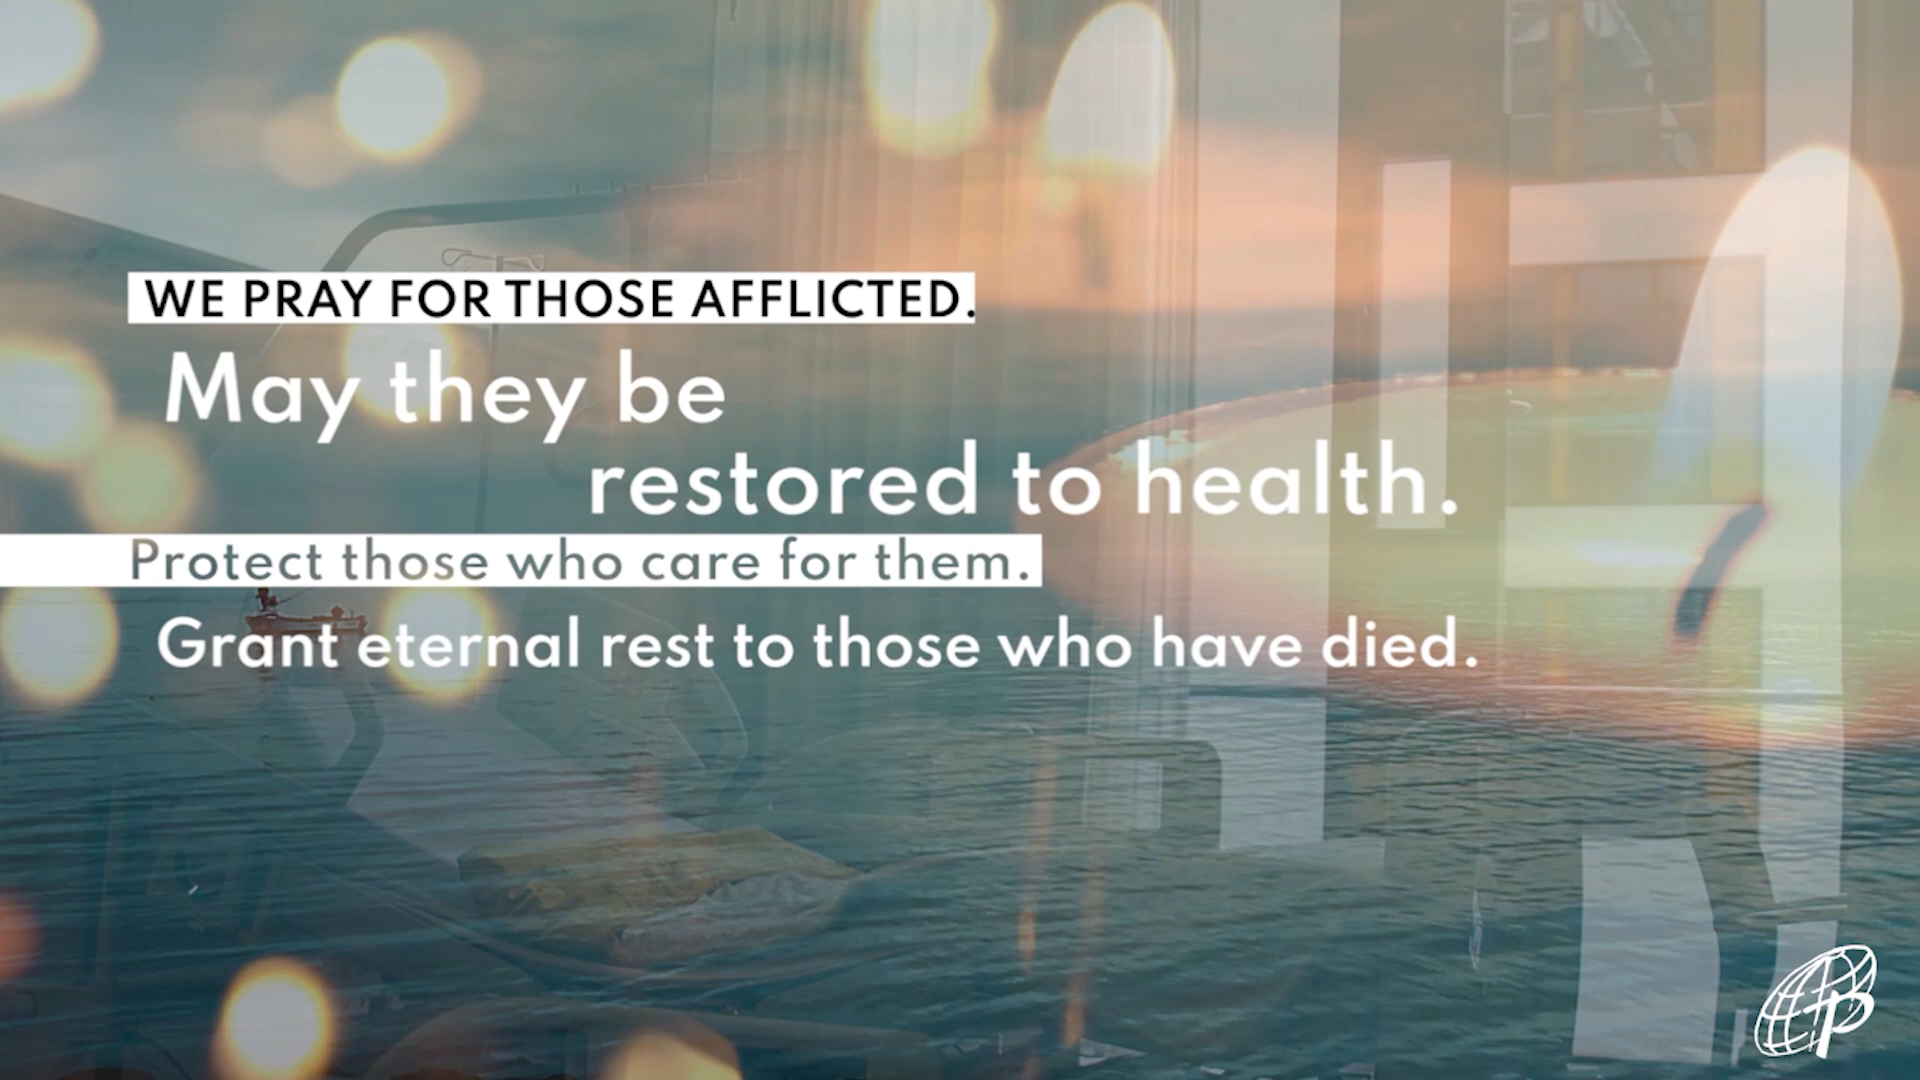 WE PRAY FOR THOSE AFFLICTED.
May they be
restored to health.
Protect those who care for them.
Grant eternal rest to those who have died.